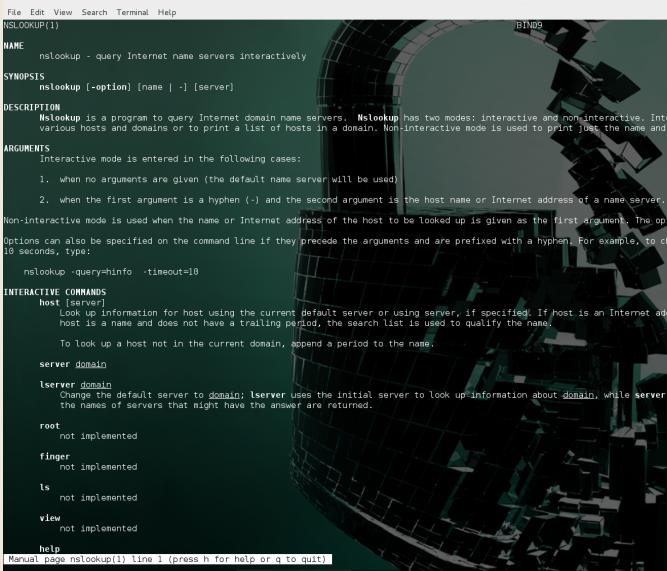 File Edit View Search Terminal Help
NSLOOKUP(1) BIND9
NAME
nslookup - query Internet name servers interactively
SYNOPSIS
nslookup [-option] [name | -] [server]
DESCRIPTION
Nslookup is a program to query Internet domain name servers. Nslookup has two modes: interactive and non-interactive.
various hosts and domains or to print a list of hosts in a domain. Non-interactive mode is used to print just the name and
ARGUMENTS
Interactive mode is entered in the following cases:
1. when no arguments are given (the default name server will be used)
2. when the first argument is a hyphen (-) and the second argument is the host name or Internet address of a name server.
Non-interactive mode is used when the name or Internet address of the host to be looked up is given as the first argument. The
Options can also be specified on the command line if they precede the arguments and are prefixed with a hyphen. For example, to
10 seconds, type:
nslookup -query=hinfo -timeout=10
INTERACTIVE COMMANDS
host [server]
Look up information for host using the current default server or using server, if specified. If host is an Internet
host is a name and does not have a trailing period, the search list is used to qualify the name.
To look up a host not in the current domain, append a period to the name.
server domain
lserver domain
Change the default server to domain; lserver uses the initial server to look up information about domain, while server
the names of servers that might have the answer are returned.
root
not implemented
finger
not implemented
ls
not implemented
view
not implemented
help
Manual page nslookup(1) line 1 (press h for help or q to quit)